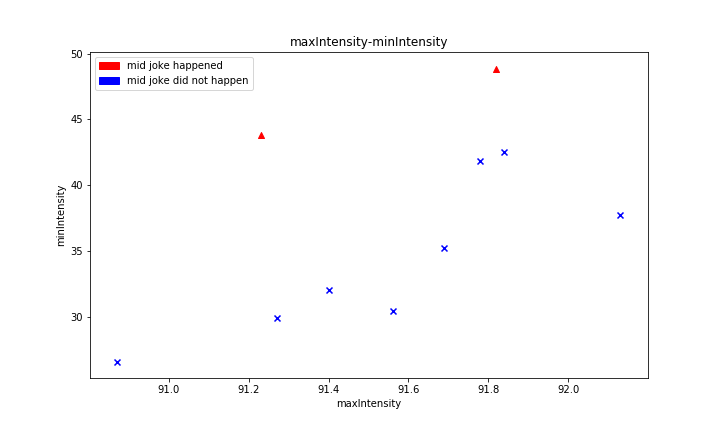 maxIntensity-minIntensity
mid joke happened
mid joke did not happen
50
45
40
35
30
minIntensity
91.0 91.2 91.4 91.6 91.8 92.0
maxIntensity